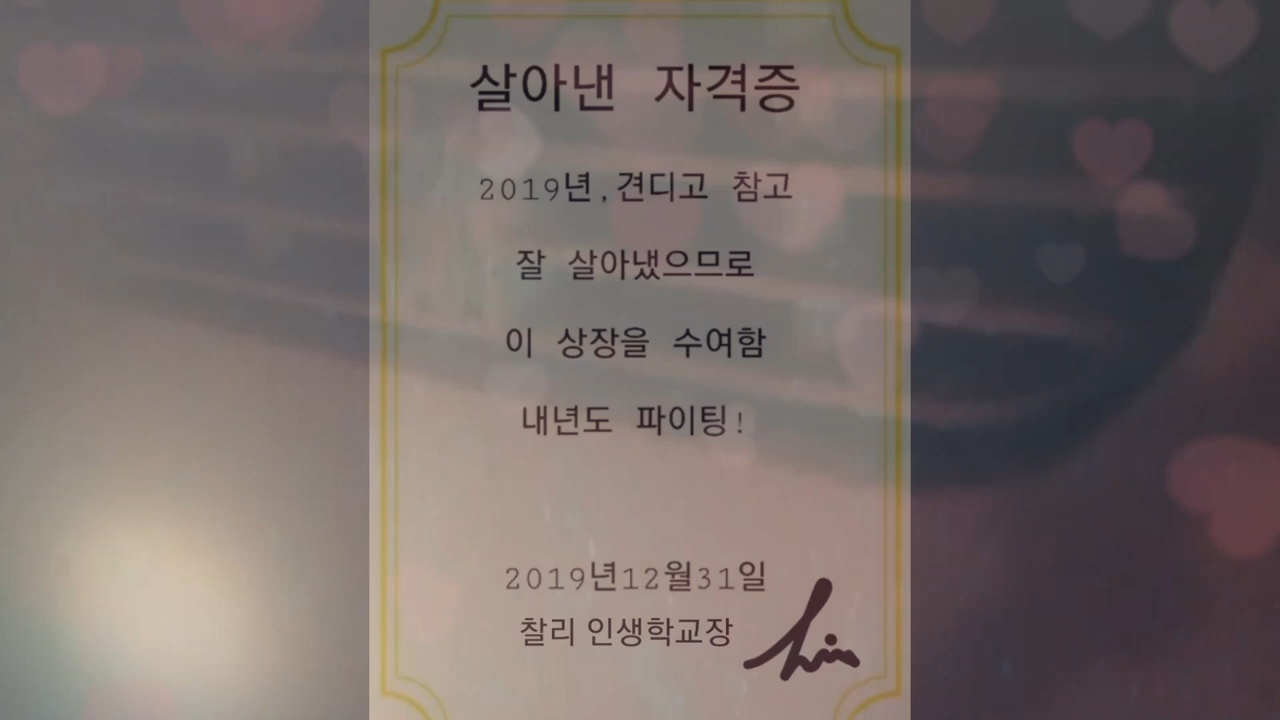 살아낸 자격증
2019년,견디고 참고
잘 살아냈으므로
이 상장을 수여함
내년도 파이팅!
2019년12월31일
찰리 인생학교장